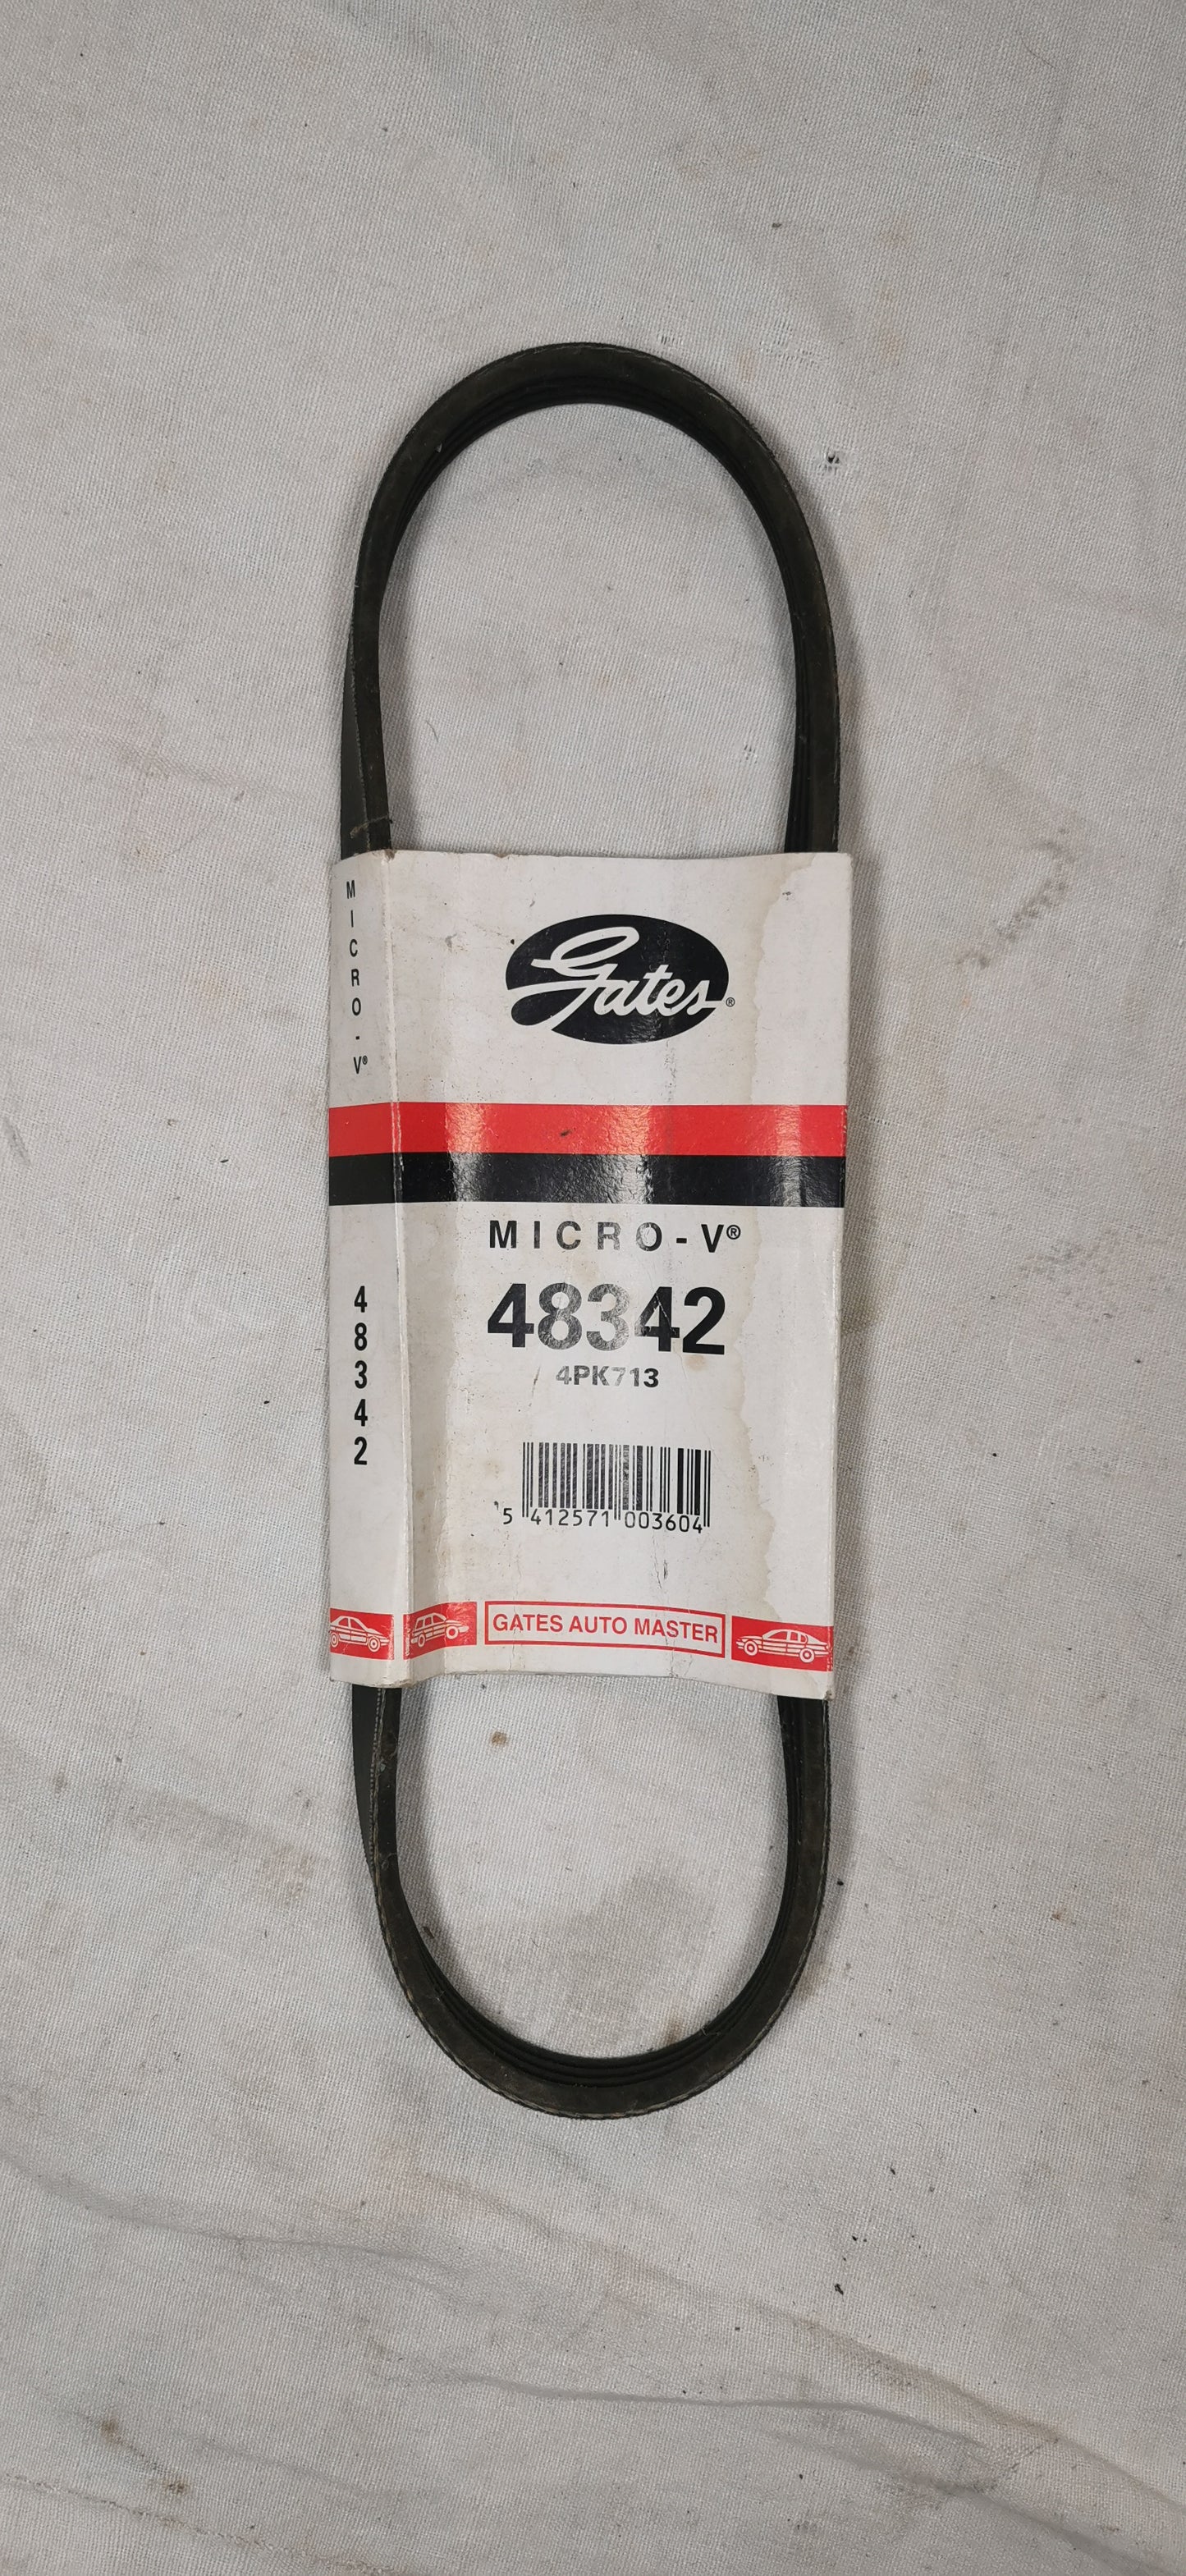 MICRO-V®
48342
Gates®
MICRO-V®
48342
4PK713
5 412571 003604
GATES AUTO MASTER